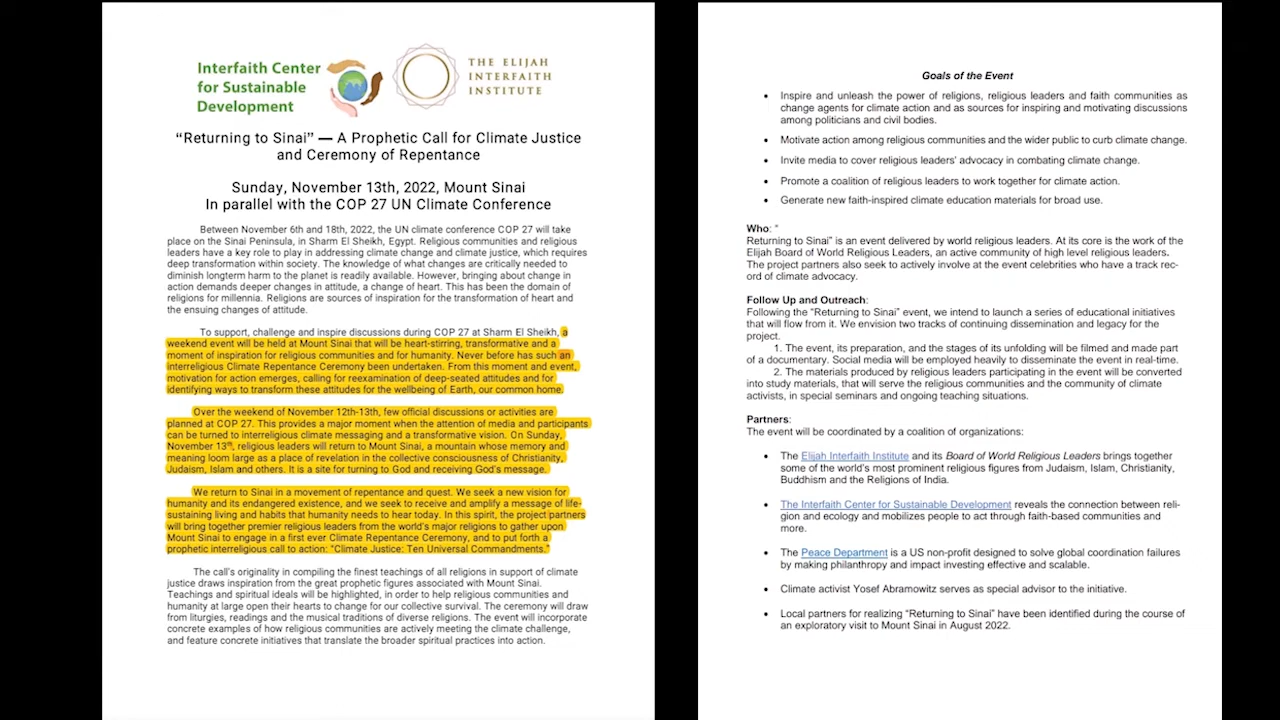 Interfaith Center
for Sustainable
Development
THE ELIJAH
INTERFAITH
INSTITUTE
“Returning to Sinai” — A Prophetic Call for Climate Justice
and Ceremony of Repentance
Sunday, November 13th, 2022, Mount Sinai
In parallel with the COP 27 UN Climate Conference
Between November 6th and 18th, 2022, the UN climate conference COP 27 will take
place on the Sinai Peninsula, in Sharm El Sheikh, Egypt. Religious communities and religious
leaders have a key role to play in addressing climate change and climate justice, which requires
deep transformation within society. The knowledge of what changes are critically needed to
diminish longterm harm to the planet is readily available. However, bringing about change in
action demands deeper changes in attitude, a change of heart. This has been the domain of
religions for millennia. Religions are sources of inspiration for the transformation of heart and
the ensuing changes of attitude.
To support, challenge and inspire discussions during COP 27 at Sharm El Sheikh, a
weekend event will be held at Mount Sinai that will be heart-stirring, transformative and a
moment of inspiration for religious communities and for humanity. Never before has such an
interreligious Climate Repentance Ceremony been undertaken. From this moment and event,
motivation for action emerges, calling for reexamination of deep-seated attitudes and for
identifying ways to transform these attitudes for the wellbeing of Earth, our common home.
Over the weekend of November 12th-13th, few official discussions or activities are
planned at COP 27. This provides a major moment when the attention of media and participants
can be turned to interreligious climate messaging and a transformative vision. On Sunday,
November 13th, religious leaders will return to Mount Sinai, a mountain whose memory and
meaning loom large as a place of revelation in the collective consciousness of Christianity,
Judaism, Islam and others. It is a site for turning to God and receiving God’s message.
We return to Sinai in a movement of repentance and quest. We seek a new vision for
humanity and its endangered existence, and we seek to receive and amplify a message of life-
sustaining living and habits that humanity needs to hear today. In this spirit, the project partners
will bring together premier religious leaders from the world’s major religions to gather upon
Mount Sinai to engage in a first ever Climate Repentance Ceremony, and to put forth a
prophetic interreligious call to action: "Climate Justice: Ten Universal Commandments."
The call’s originality in compiling the finest teachings of all religions in support of climate
justice draws inspiration from the great prophetic figures associated with Mount Sinai.
Teachings and spiritual ideals will be highlighted, in order to help religious communities and
humanity at large open their hearts to change for our collective survival. The ceremony will draw
from liturgies, readings and the musical traditions of diverse religions. The event will incorporate
concrete examples of how religious communities are actively meeting the climate challenge,
and feature concrete initiatives that translate the broader spiritual practices into action.
Goals of the Event
• Inspire and unleash the power of religions, religious leaders and faith communities as
change agents for climate action and as sources for inspiring and motivating discussions
among politicians and civil bodies.
• Motivate action among religious communities and the wider public to curb climate change.
• Invite media to cover religious leaders’ advocacy in combating climate change.
• Promote a coalition of religious leaders to work together for climate action.
• Generate new faith-inspired climate education materials for broad use.
Who: “
Returning to Sinai” is an event delivered by world religious leaders. At its core is the work of the
Elijah Board of World Religious Leaders, an active community of high level religious leaders.
The project partners also seek to actively involve at the event celebrities who have a track rec-
ord of climate advocacy.
Follow Up and Outreach:
Following the “Returning to Sinai” event, we intend to launch a series of educational initiatives
that will flow from it. We envision two tracks of continuing dissemination and legacy for the
project.
1. The event, its preparation, and the stages of its unfolding will be filmed and made part
of a documentary. Social media will be employed heavily to disseminate the event in real-time.
2. The materials produced by religious leaders participating in the event will be converted
into study materials, that will serve the religious communities and the community of climate
activists, in special seminars and ongoing teaching situations.
Partners:
The event will be coordinated by a coalition of organizations:
• The Elijah Interfaith Institute and its Board of World Religious Leaders brings together
some of the world’s most prominent religious figures from Judaism, Islam, Christianity,
Buddhism and the Religions of India.
• The Interfaith Center for Sustainable Development reveals the connection between reli-
gion and ecology and mobilizes people to act through faith-based communities and
more.
• The Peace Department is a US non-profit designed to solve global coordination failures
by making philanthropy and impact investing effective and scalable.
• Climate activist Yosef Abramowitz serves as special advisor to the initiative.
• Local partners for realizing “Returning to Sinai” have been identified during the course of
an exploratory visit to Mount Sinai in August 2022.